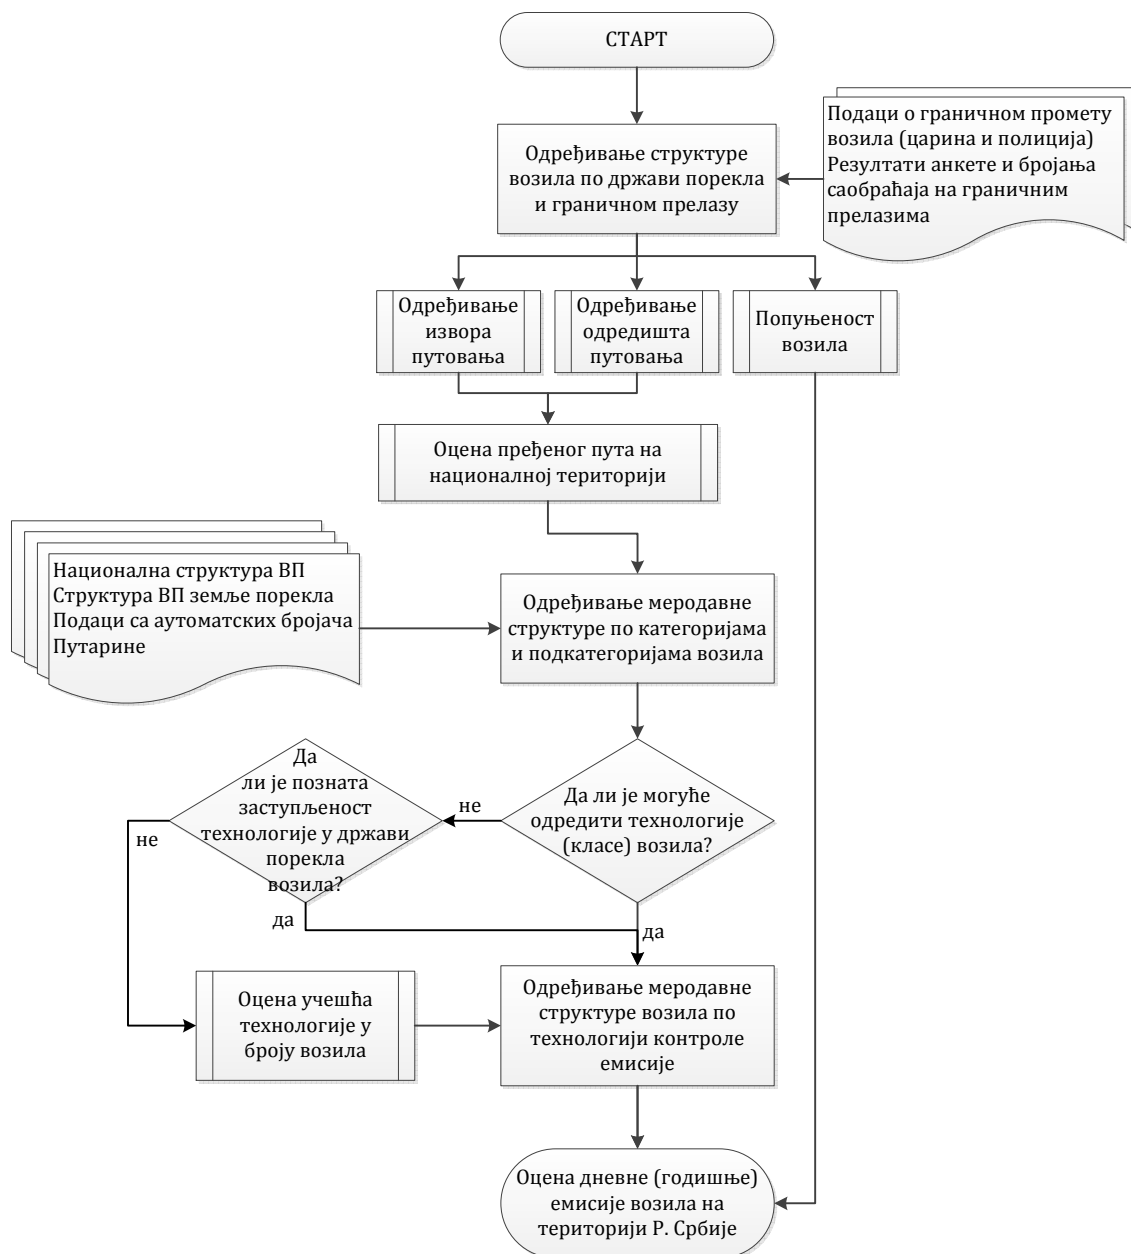 СТАРТ
Подаци о граничном промету
возила (царина и полиција)
Резултати анкете и бројања
саобраћаја на граничним
прелазима
Одређивање структуре
возила по држави порекла
и граничном прелазу
Одређивање
извора
путовања
Одређивање
одредишта
путовања
Попуњеност
возила
Оцена пређеног пута на
националној територији
Национална структура ВП
Структура ВП земље порекла
Подаци са аутоматских бројача
Путарине
Одређивање меродавне
структуре по категоријама
и подкатегоријама возила
Да
ли је позната
заступљеност
технологије у држави
порекла
возила?
не
Да ли је могуће
одредити технологије
(класе) возила?
не
да
да
Оцена учешћа
технологије у
броју возила
Одређивање меродавне
структуре возила по
технологији контроле
емисије
Оцена дневне (годишње)
емисије возила на
територији Р. Србије